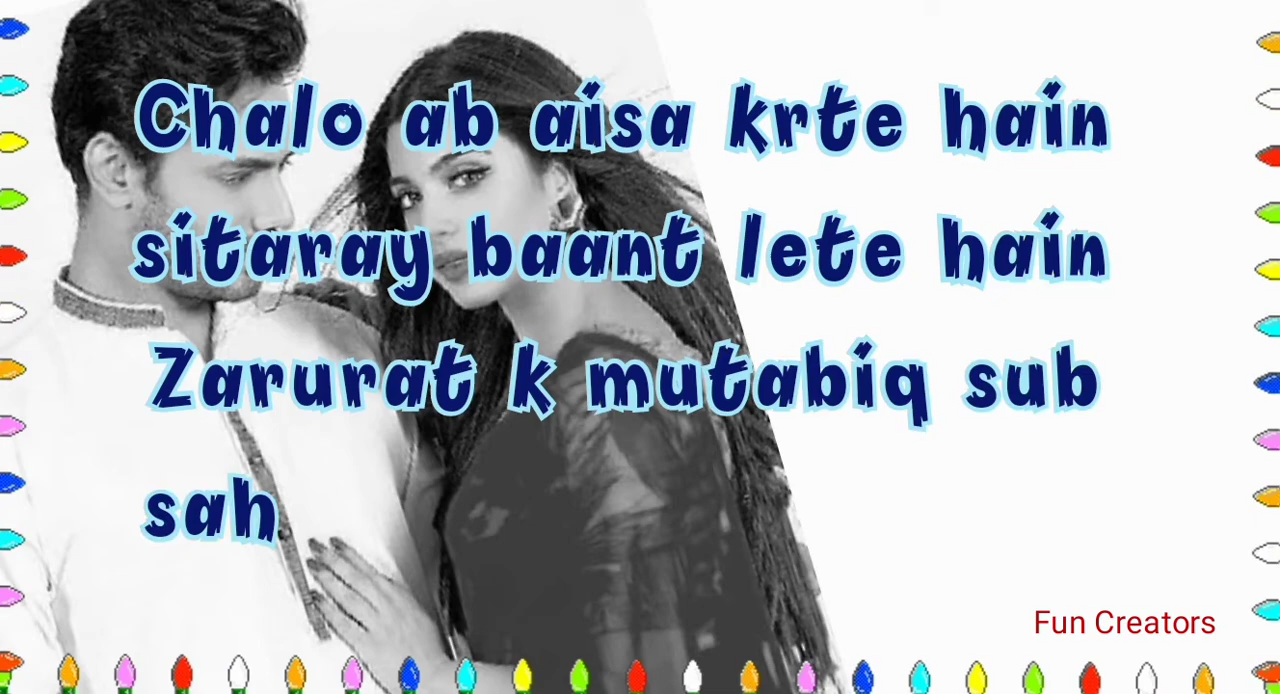 Chalo ab aisa krte hain
sitaray baant lete hain
Zarurat k mutabiq sub
sah
Fun Creators